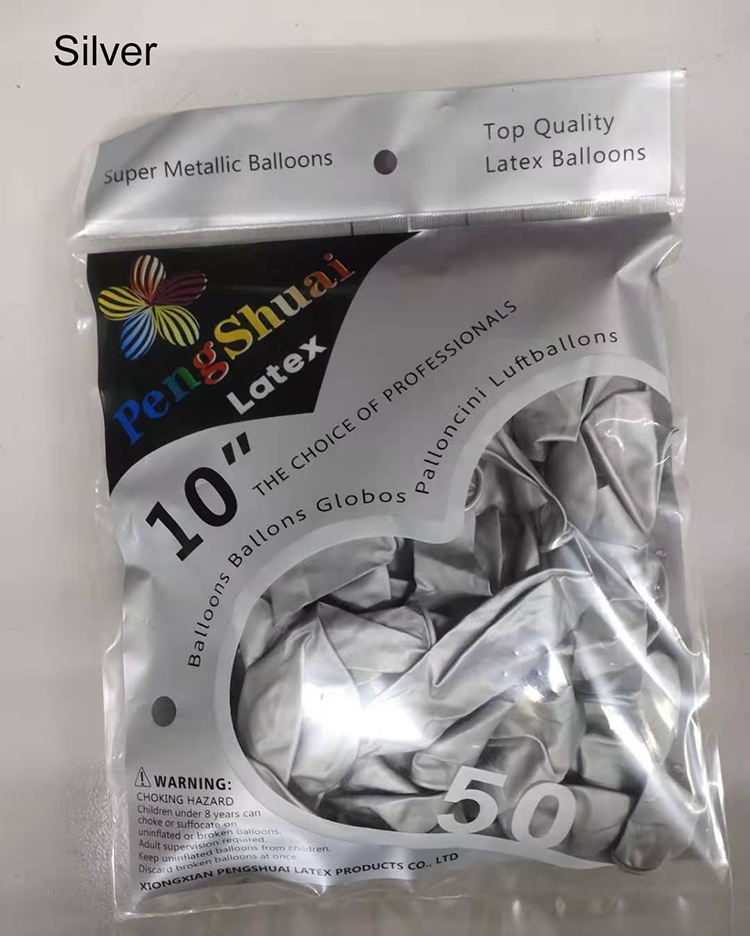 Silver
Super Metallic Balloons
Top Quality
Latex Balloons
PengShuai
Latex
10"
THE CHOICE OF PROFESSIONALS
Balloons Ballons Globos Palloncini Luftballons
50
WARNING:
CHOKING HAZARD
Children under 8 years can
choke or suffocate on
uninflated or broken balloons.
Adult supervision required.
Keep uninflated balloons from children.
Discard broken balloons at once.
XIONGXIAN PENGSHUAI LATEX PRODUCTS CO., LTD